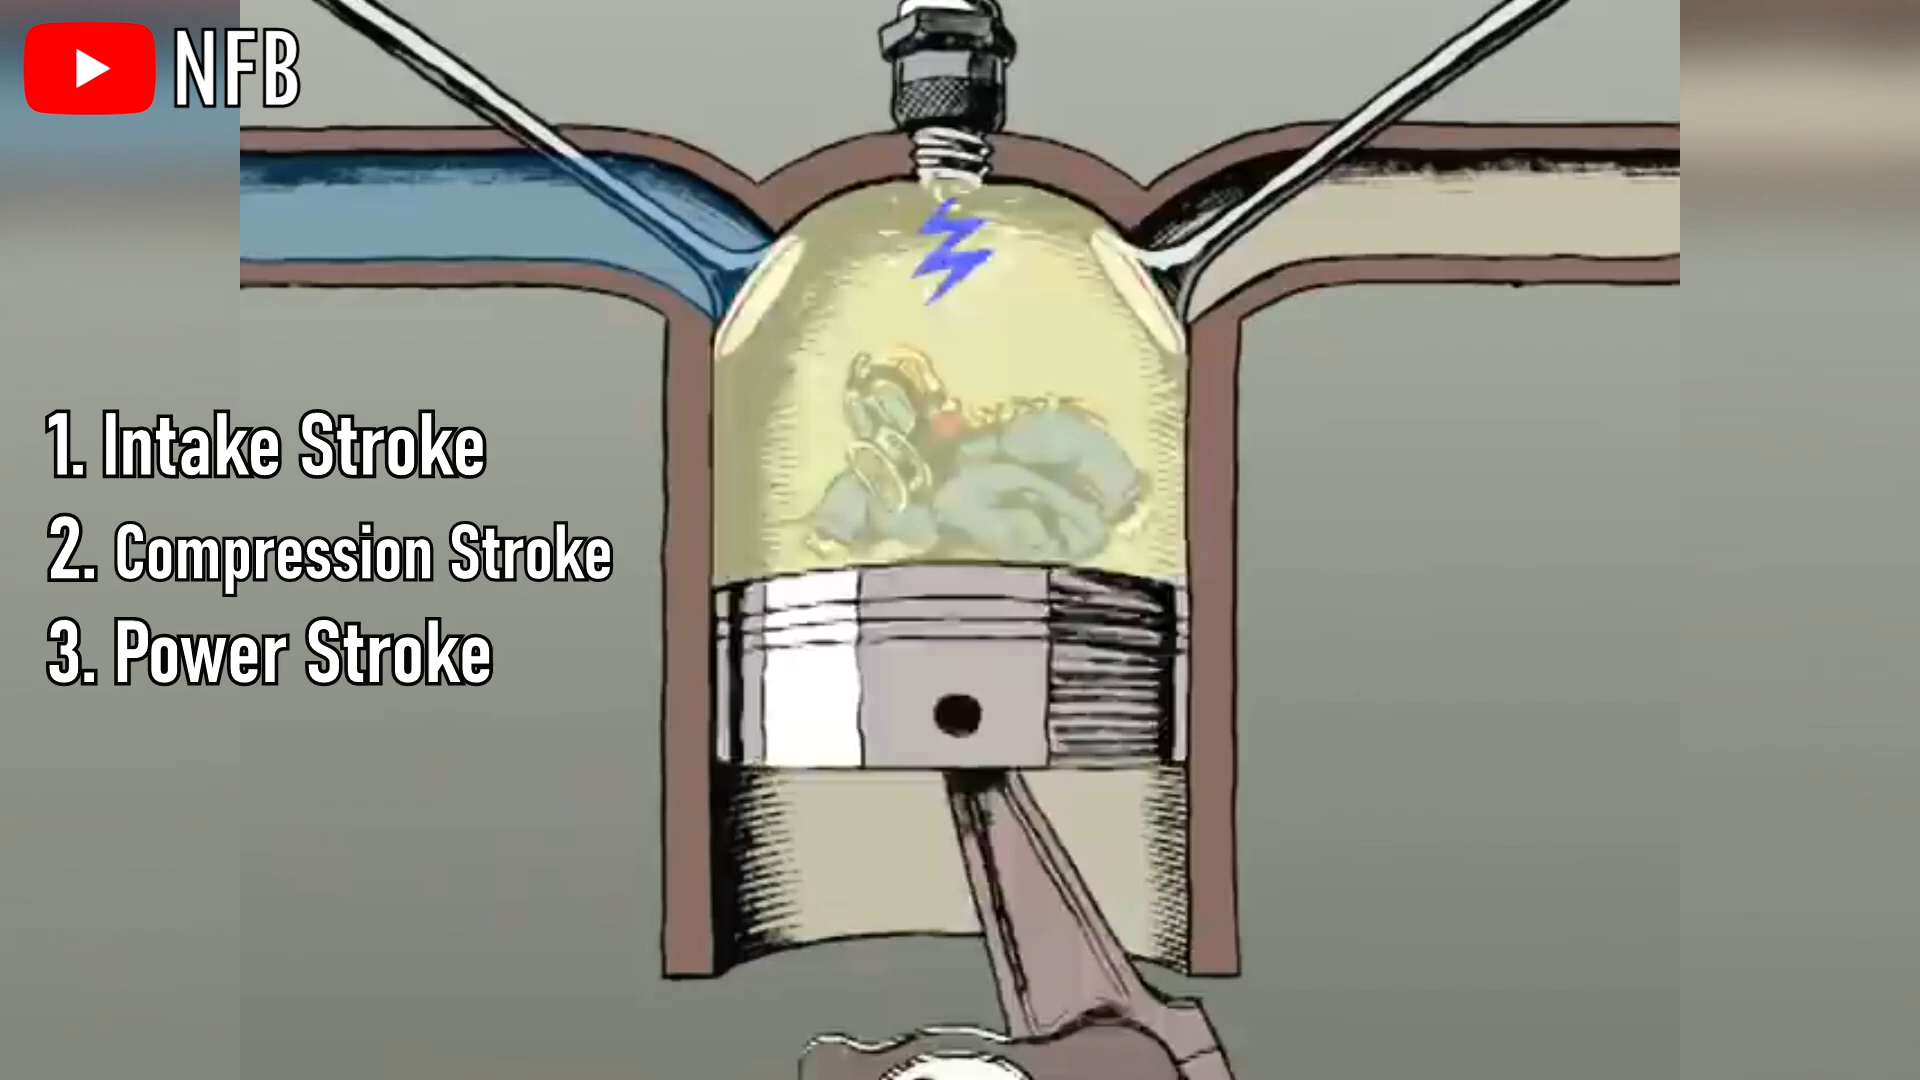 NFB
1. Intake Stroke
2. Compression Stroke
3. Power Stroke